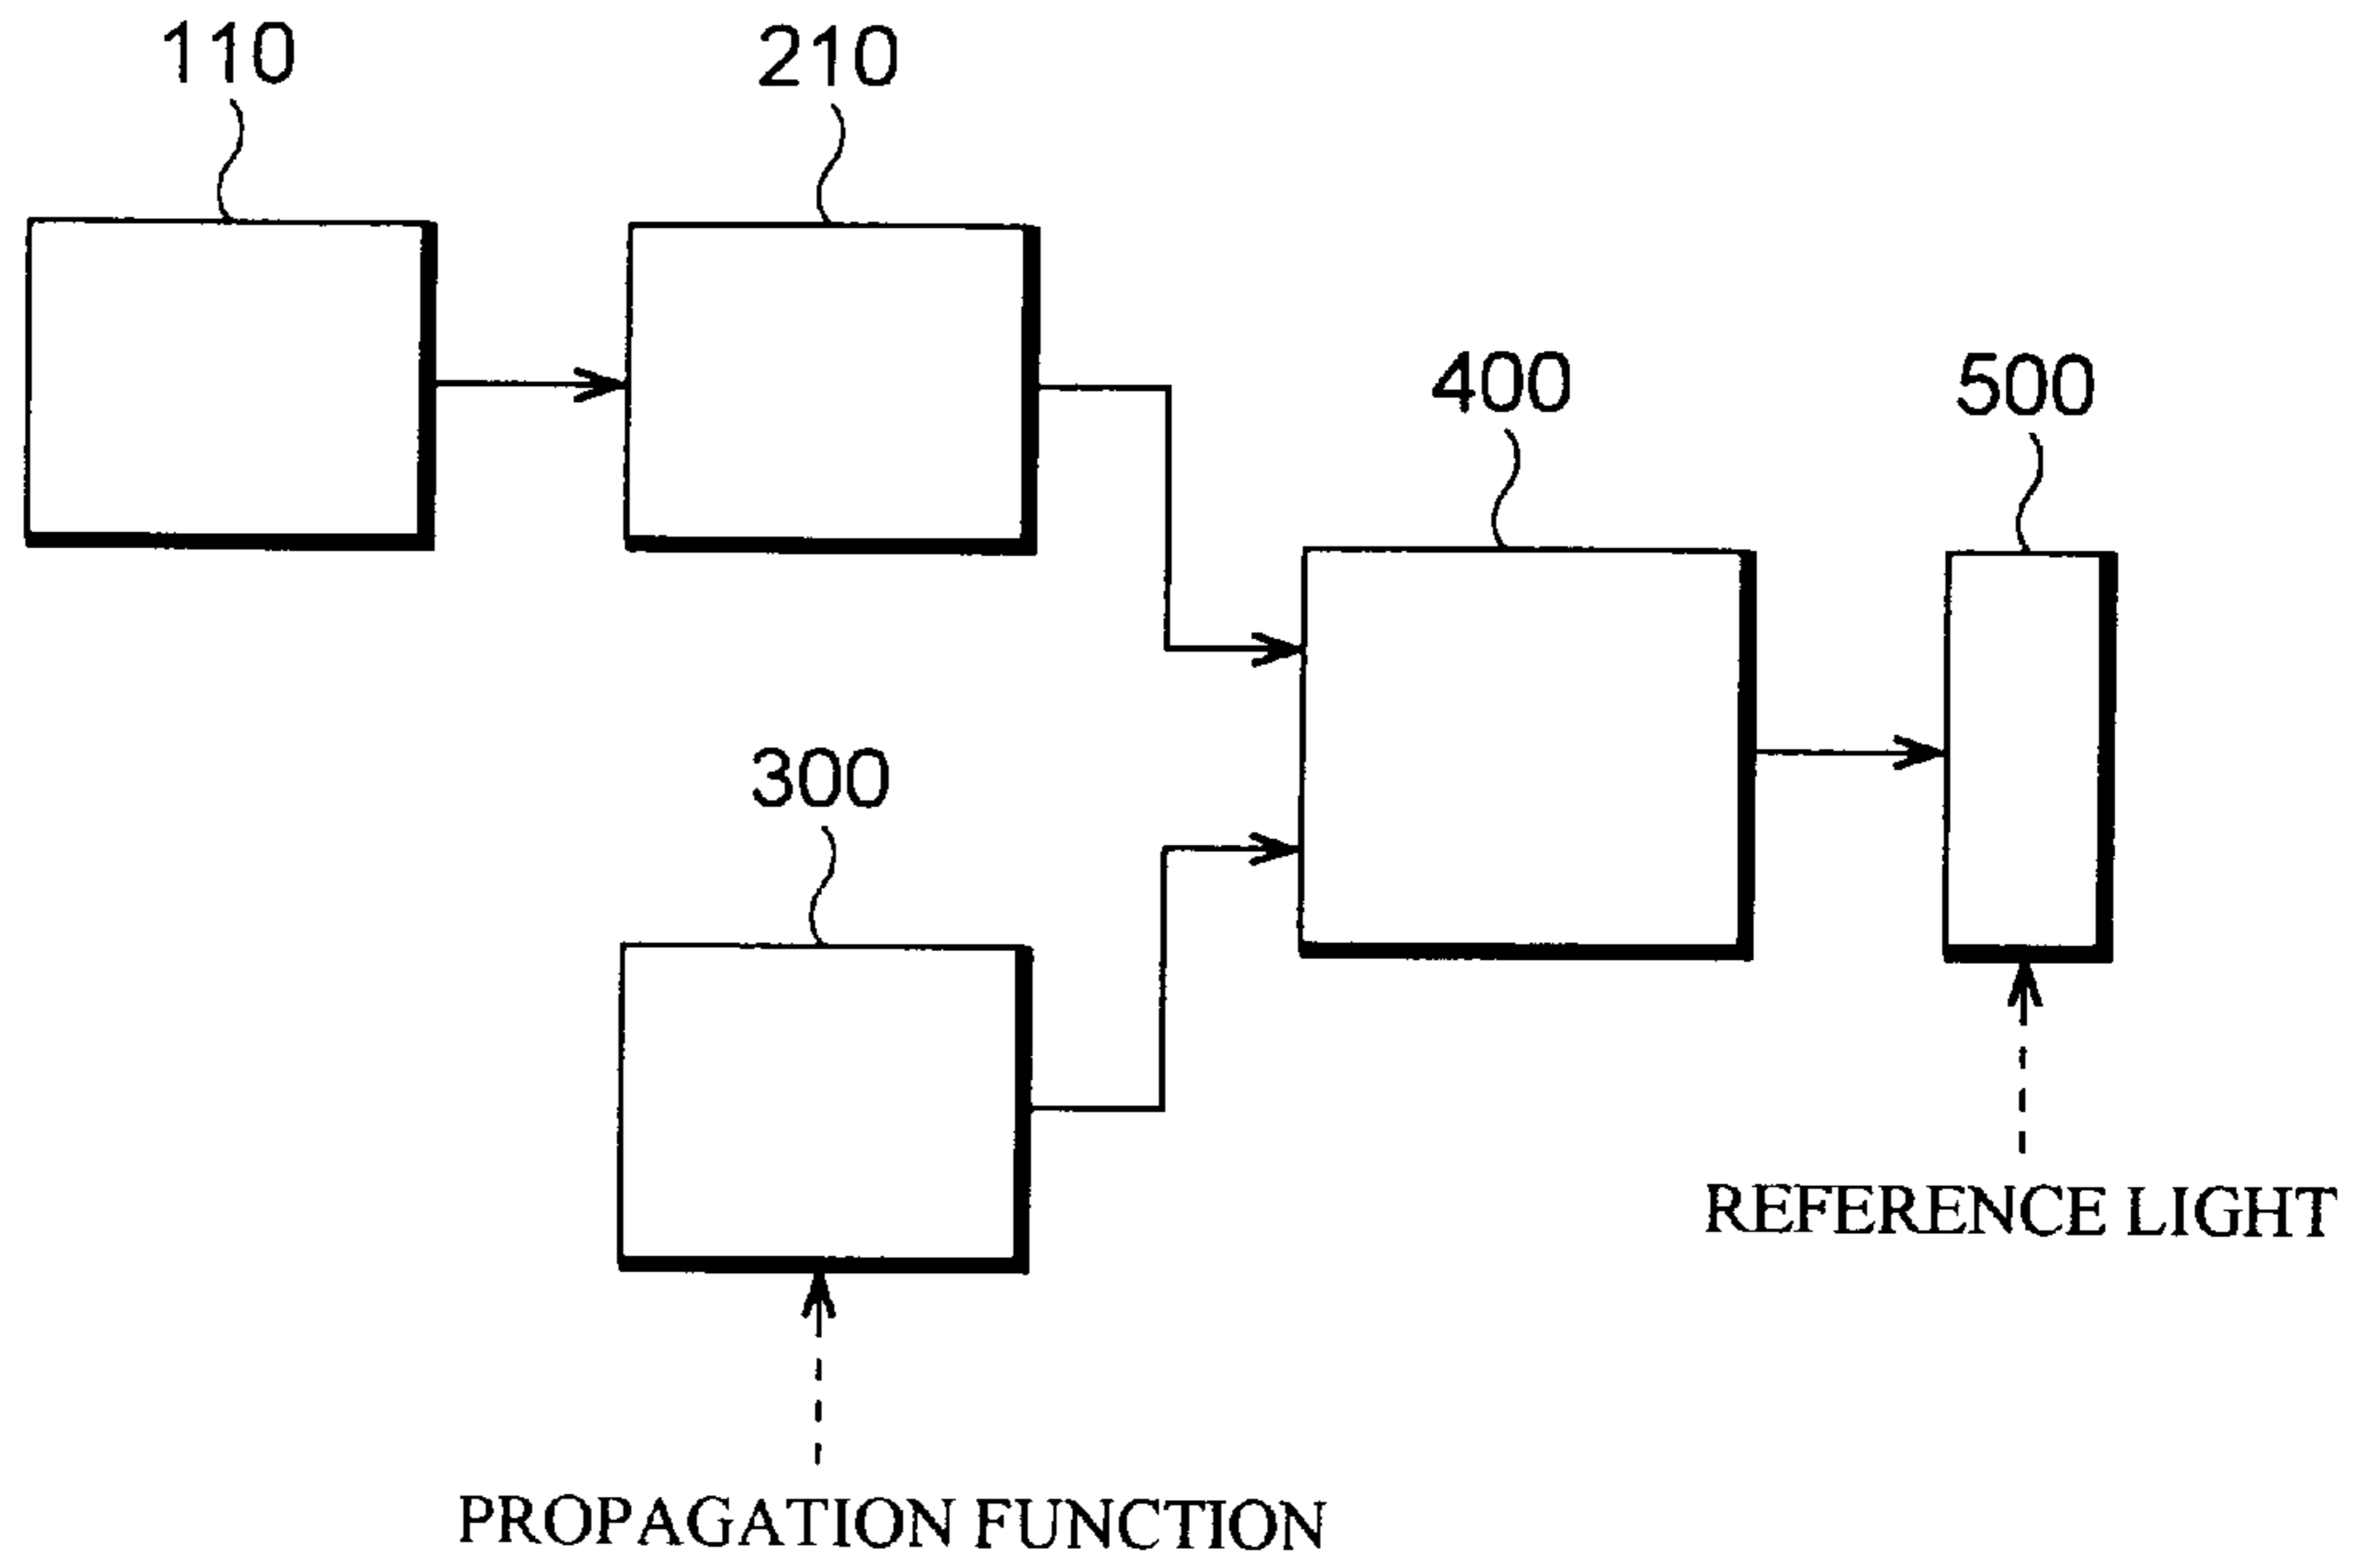 110
210
400
500
300
REFERENCE LIGHT
PROPAGATION FUNCTION